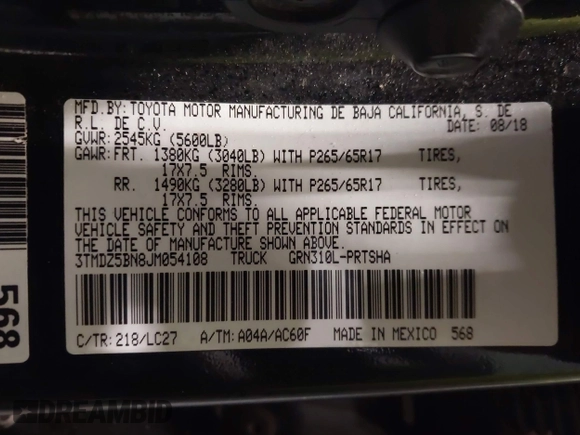 MFD.BY:TOYOTA MOTOR MANUFACTURING DE BAJA CALIFORNIA, S. DE
R.L. DE C.V. DATE: 08/18
GVWR:2545KG (5600LB)
GAWR:FRT. 1380KG (3040LB) WITH P265/65R17 TIRES,
17X7.5 RIMS.
RR. 1490KG (3280LB) WITH P265/65R17 TIRES,
17X7.5 RIMS.
THIS VEHICLE CONFORMS TO ALL APPLICABLE FEDERAL MOTOR
VEHICLE SAFETY AND THEFT PREVENTION STANDARDS IN EFFECT ON
THE DATE OF MANUFACTURE SHOWN ABOVE.
3TMDZ5BN8JM054108 TRUCK GRN310L-PRTSHA
C/TR:218/LC27 A/TM:A04A/AC60F MADE IN MEXICO 568
568
DREAMBID